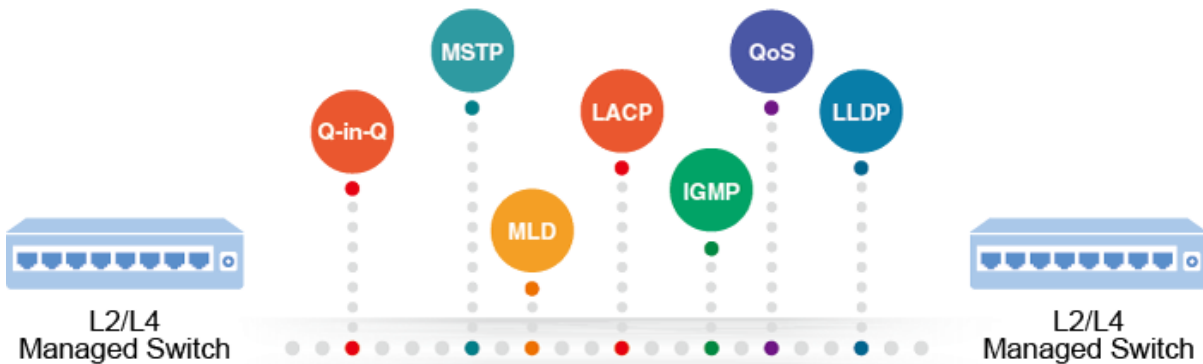 MSTP
QoS
Q-in-Q
LACP
LLDP
MLD
IGMP
L2/L4
Managed Switch
L2/L4
Managed Switch